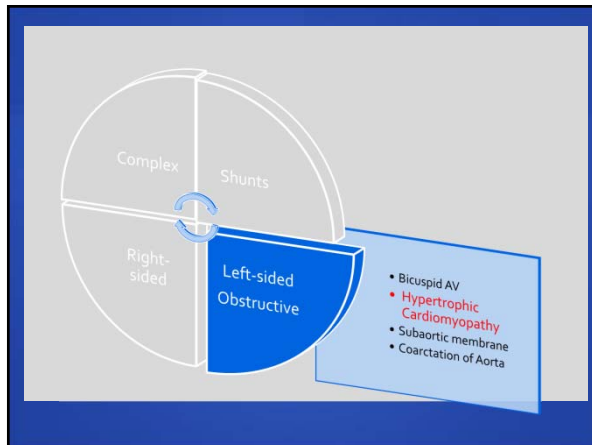 Complex
Shunts
Right-
sided
Left-sided
Obstructive
• Bicuspid AV
• Hypertrophic
Cardiomyopathy
• Subaortic membrane
• Coarctation of Aorta